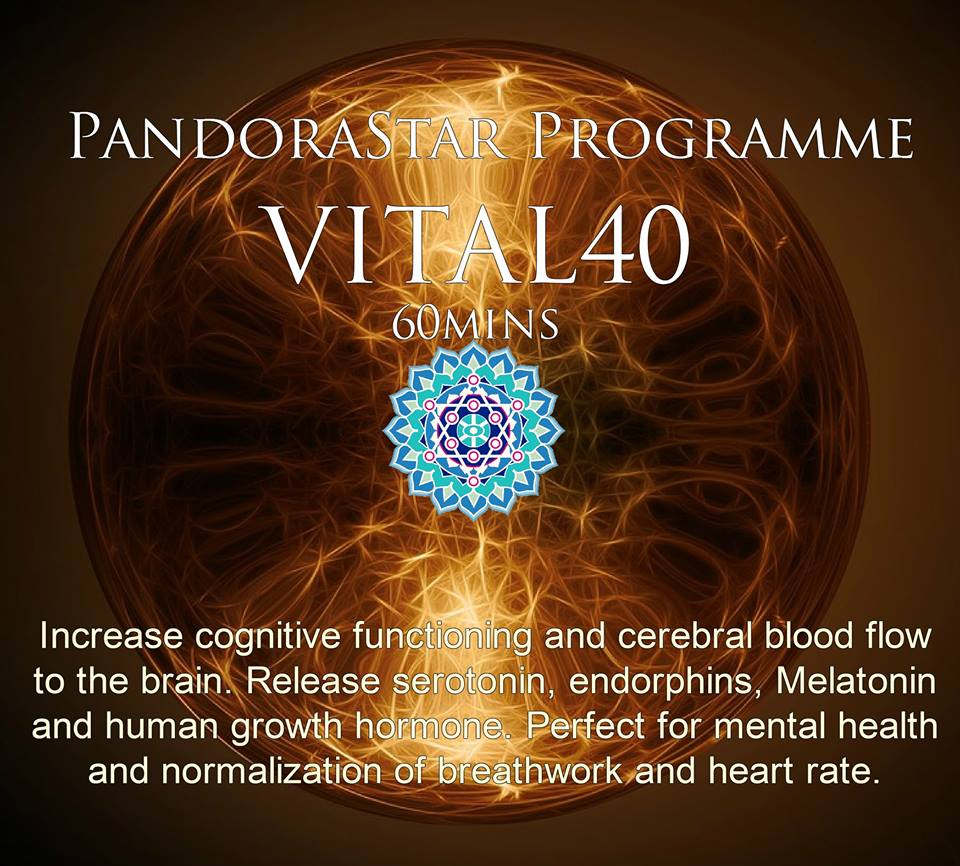 PandoraStar Programme
VITAL40
60mins
Increase cognitive functioning and cerebral blood flow
to the brain. Release serotonin, endorphins, Melatonin
and human growth hormone. Perfect for mental health
and normalization of breathwork and heart rate.